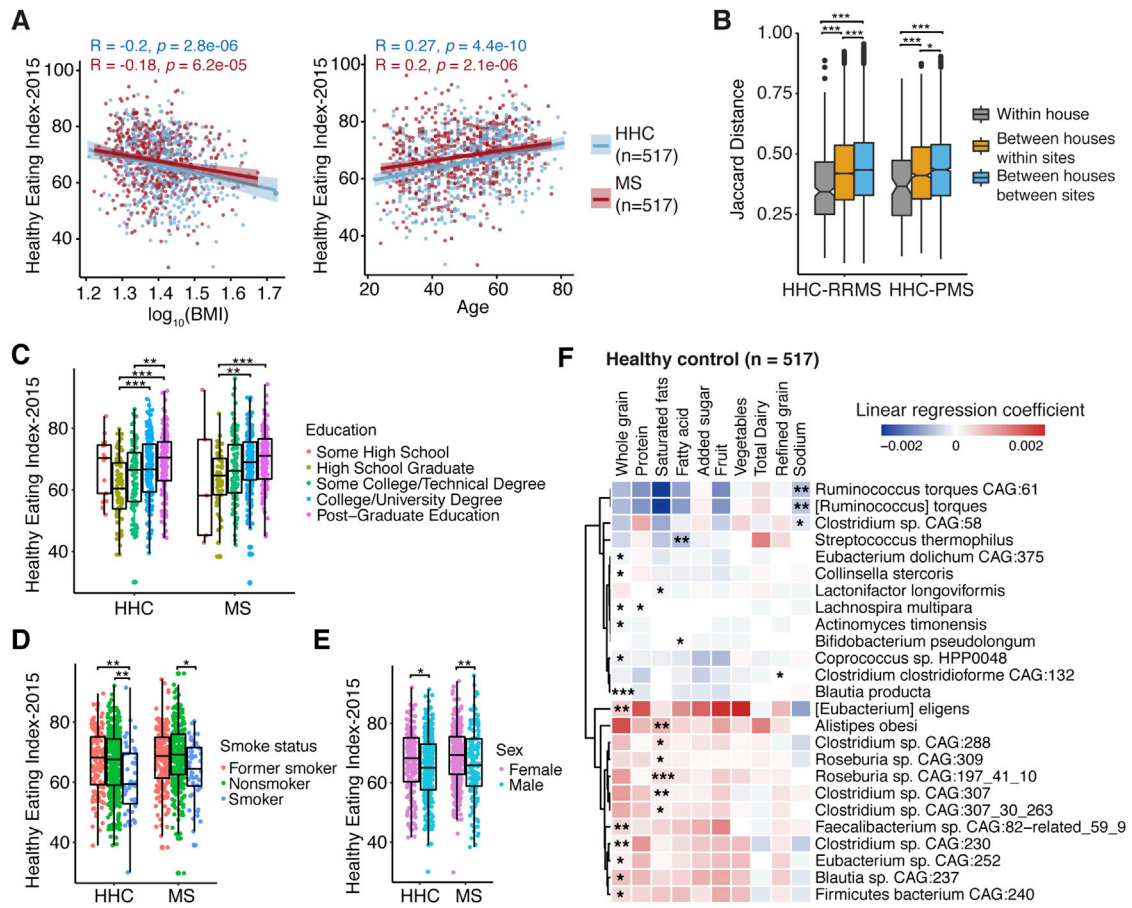 A
R = -0.2, p = 2.8e-06
R = -0.18, p = 6.2e-05
Healthy Eating Index-2015
100
80
60
40
1.2 1.3 1.4 1.5 1.6 1.7
log10(BMI)
R = 0.27, p = 4.4e-10
R = 0.2, p = 2.1e-06
Healthy Eating Index-2015
100
80
60
40
20 40 60 80
Age
HHC
(n=517)
MS
(n=517)
B
*** 
*** ***
***
*** *
Jaccard Distance
1.00
0.75
0.50
0.25
HHC-RRMS HHC-PMS
Within house
Between houses
within sites
Between houses
between sites
C
**
***
***
***
**
Healthy Eating Index-2015
80
60
40
HHC MS
Education
Some High School
High School Graduate
Some College/Technical Degree
College/University Degree
Post−Graduate Education
D
**
**
*
Healthy Eating Index-2015
80
60
40
HHC MS
Smoke status
Former smoker
Nonsmoker
Smoker
E
* **
Healthy Eating Index-2015
80
60
40
HHC MS
Sex
Female
Male
F
Healthy control (n = 517)
Whole grain
Protein
Saturated fats
Fatty acid
Added sugar
Fruit
Vegetables
Total Dairy
Refined grain
Sodium
Linear regression coefficient
−0.002 0 0.002
** Ruminococcus torques CAG:61
** [Ruminococcus] torques
* Clostridium sp. CAG:58
** Streptococcus thermophilus
* Eubacterium dolichum CAG:375
* Collinsella stercoris
* Lactonifactor longoviformis
* * Lachnospira multipara
* Actinomyces timonensis
* Bifidobacterium pseudolongum
* Coprococcus sp. HPP0048
* Clostridium clostridioforme CAG:132
*** Blautia producta
** [Eubacterium] eligens
** Alistipes obesi
* Clostridium sp. CAG:288
* Roseburia sp. CAG:309
*** Roseburia sp. CAG:197_41_10
** Clostridium sp. CAG:307
* Clostridium sp. CAG:307_30_263
** Faecalibacterium sp. CAG:82−related_59_9
** Clostridium sp. CAG:230
* Eubacterium sp. CAG:252
* Blautia sp. CAG:237
* Firmicutes bacterium CAG:240